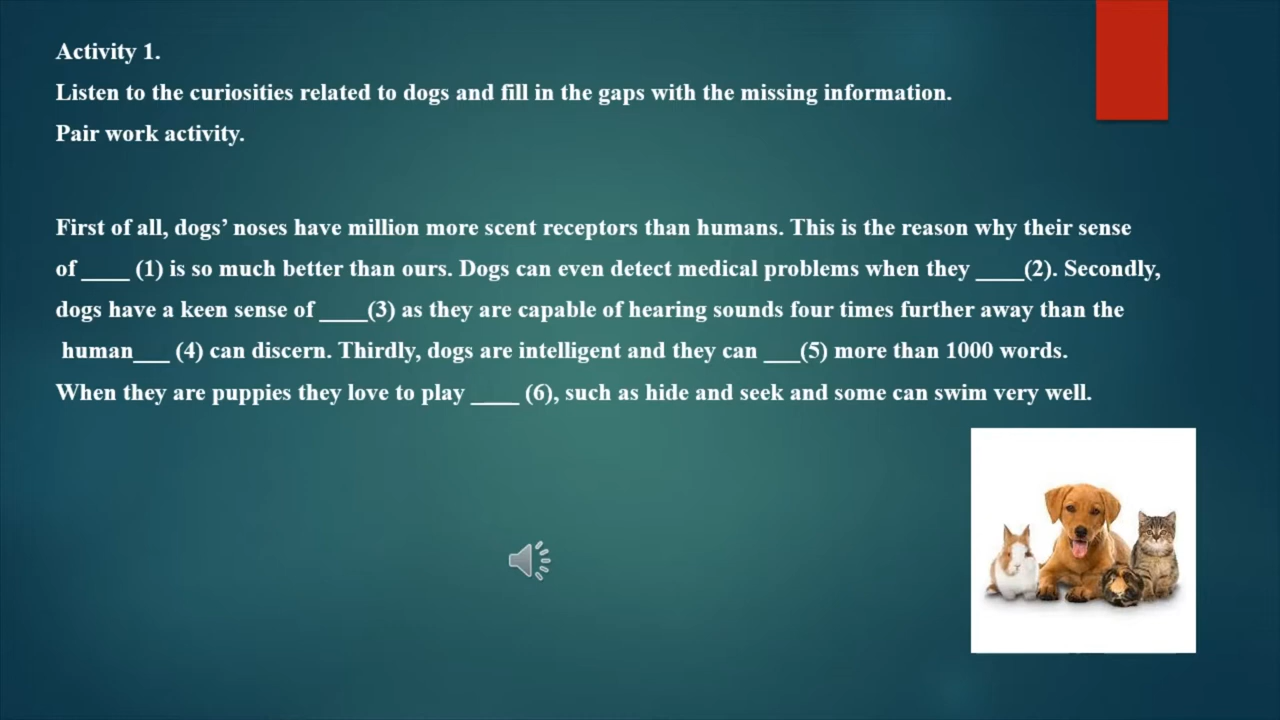 Activity 1.
Listen to the curiosities related to dogs and fill in the gaps with the missing information.
Pair work activity.
First of all, dogs’ noses have million more scent receptors than humans. This is the reason why their sense
of ____ (1) is so much better than ours. Dogs can even detect medical problems when they ____(2). Secondly,
dogs have a keen sense of ____(3) as they are capable of hearing sounds four times further away than the
human___ (4) can discern. Thirdly, dogs are intelligent and they can ___(5) more than 1000 words.
When they are puppies they love to play ____ (6), such as hide and seek and some can swim very well.